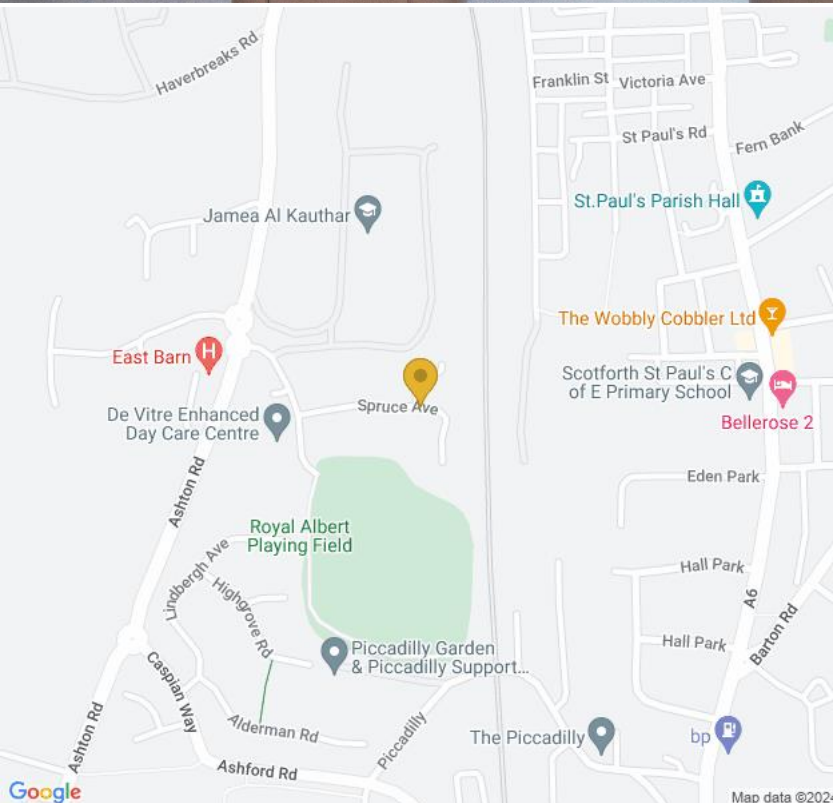 Haverbreaks Rd
Franklin St
Victoria Ave
St Paul's Rd
Fern Bank
Jamea Al Kauthar
St.Paul's Parish Hall
The Wobbly Cobbler Ltd
East Barn
H
Scotforth St Paul's C
of E Primary School
Bellerose 2
De Vitre Enhanced
Day Care Centre
Spruce Ave
Ashton Rd
Eden Park
Royal Albert
Playing Field
Lindbergh Ave
Highgrove Rd
Hall Park
A6
Barton Rd
Hall Park
Piccadilly Garden
& Piccadilly Support...
Caspian Way
Ashton Rd
Alderman Rd
Piccadilly
The Piccadilly
bp
Ashford Rd
Google
Map data ©2024